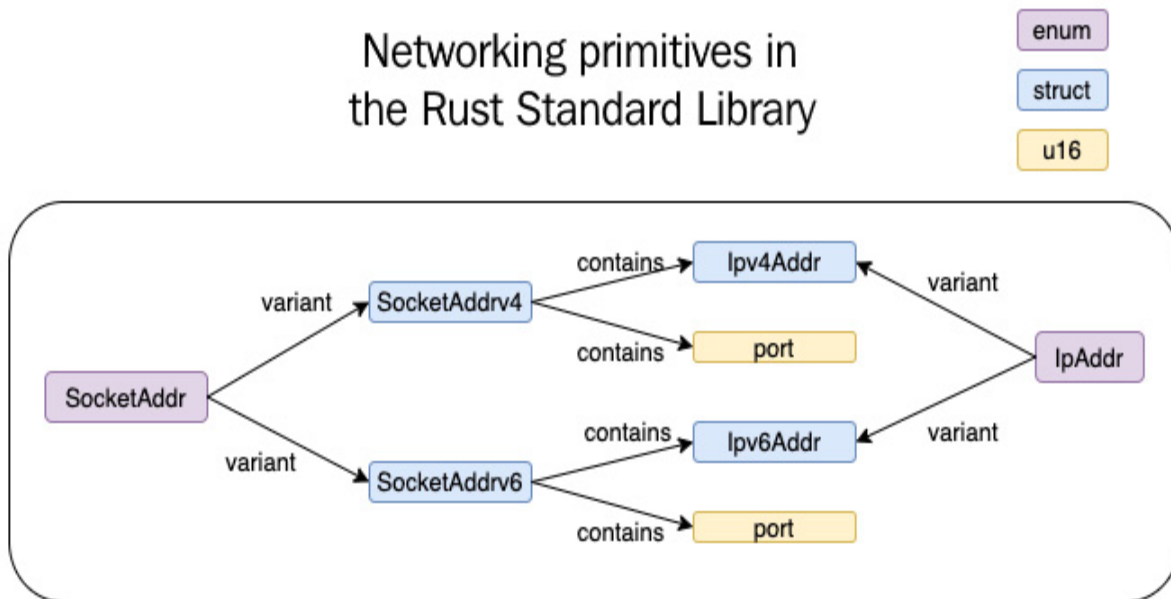 Networking primitives in
the Rust Standard Library
enum
struct
u16
contains
Ipv4Addr
variant
variant
SocketAddrv4
contains
port
IpAddr
SocketAddr
contains
Ipv6Addr
variant
variant
SocketAddrv6
contains
port